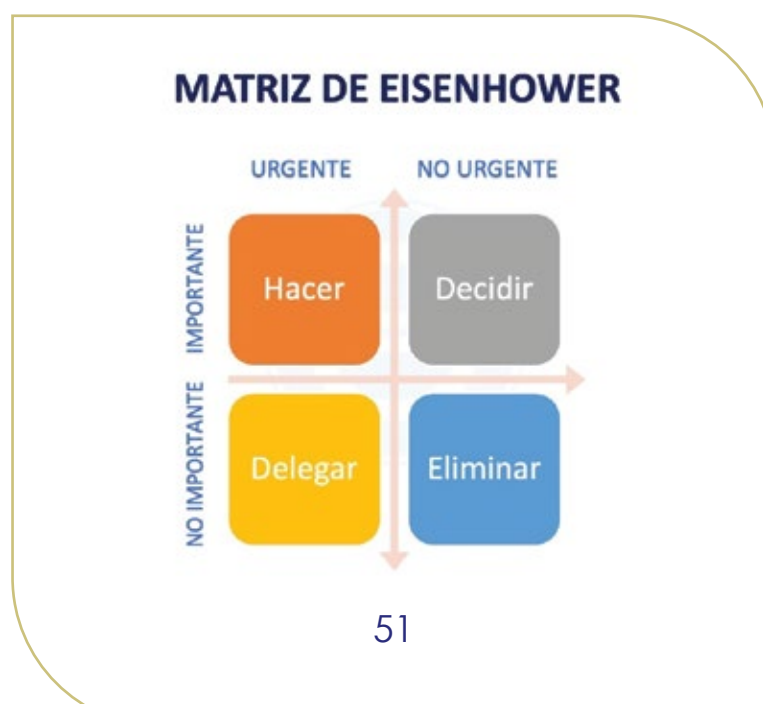 MATRIZ DE EISENHOWER
URGENTE NO URGENTE
IMPORTANTE
Hacer Decidir
NO IMPORTANTE
Delegar Eliminar
51